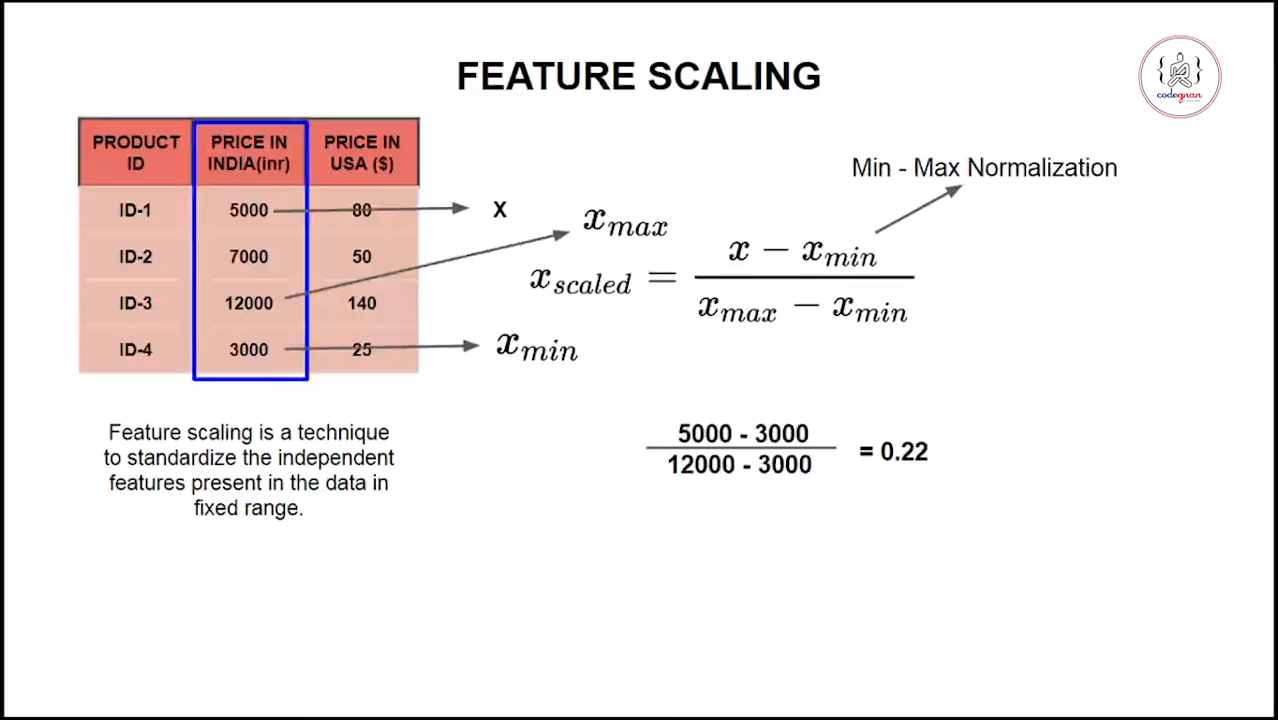 FEATURE SCALING
codegnan
PRODUCT ID PRICE IN INDIA(inr) PRICE IN USA ($)
ID-1 5000 80
ID-2 7000 50
ID-3 12000 140
ID-4 3000 25
x
x_max
x_min
Min - Max Normalization
x_scaled = (x − x_min) / (x_max − x_min)
Feature scaling is a technique
to standardize the independent
features present in the data in
fixed range.
5000 - 3000
12000 - 3000
= 0.22